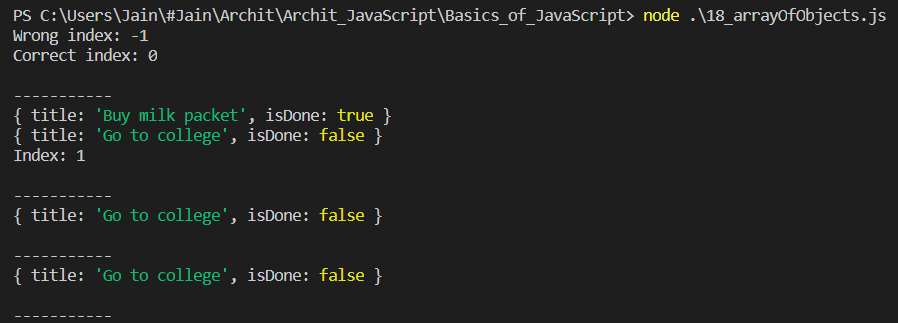 PS C:\Users\Jain\#Jain\Archit\Archit_JavaScript\Basics_of_JavaScript> node .\18_arrayOfObjects.js
Wrong index: -1
Correct index: 0
-----------
{ title: 'Buy milk packet', isDone: true }
{ title: 'Go to college', isDone: false }
Index: 1
-----------
{ title: 'Go to college', isDone: false }
-----------
{ title: 'Go to college', isDone: false }
-----------